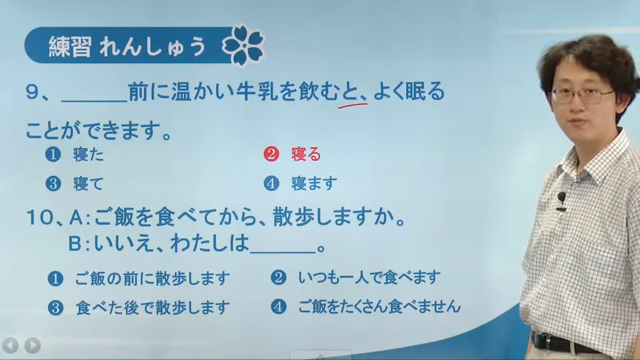 練習 れんしゅう
9、______前に温かい牛乳を飲むと、よく眠る
ことができます。
❶ 寝た ❷ 寝る
❸ 寝て ❹ 寝ます
10、A:ご飯を食べてから、散歩しますか。
B:いいえ、わたしは______。
❶ ご飯の前に散歩します ❷ いつも一人で食べます
❸ 食べた後で散歩します ❹ ご飯をたくさん食べません